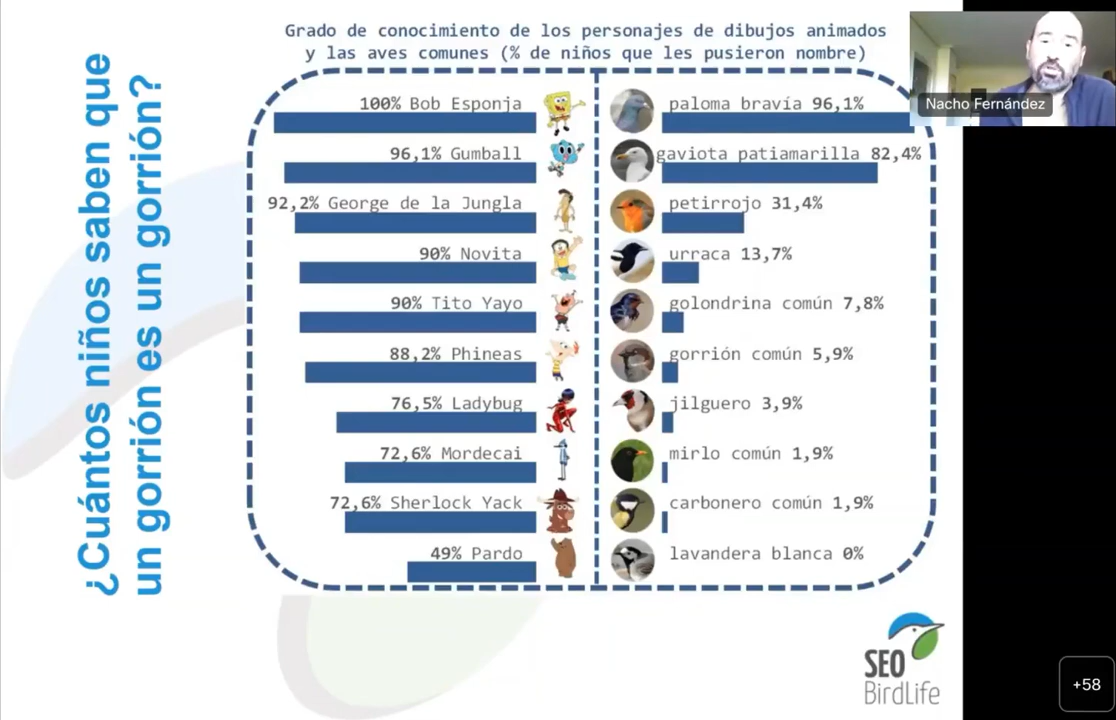 ¿Cuántos niños saben que
un gorrión es un gorrión?
Grado de conocimiento de los personajes de dibujos animados
y las aves comunes (% de niños que les pusieron nombre)
100% Bob Esponja
96,1% Gumball
92,2% George de la Jungla
90% Novita
90% Tito Yayo
88,2% Phineas
76,5% Ladybug
72,6% Mordecai
72,6% Sherlock Yack
49% Pardo
paloma bravía 96,1%
gaviota patiamarilla 82,4%
petirrojo 31,4%
urraca 13,7%
golondrina común 7,8%
gorrión común 5,9%
jilguero 3,9%
mirlo común 1,9%
carbonero común 1,9%
lavandera blanca 0%
Nacho Fernández
SEO
BirdLife
+58